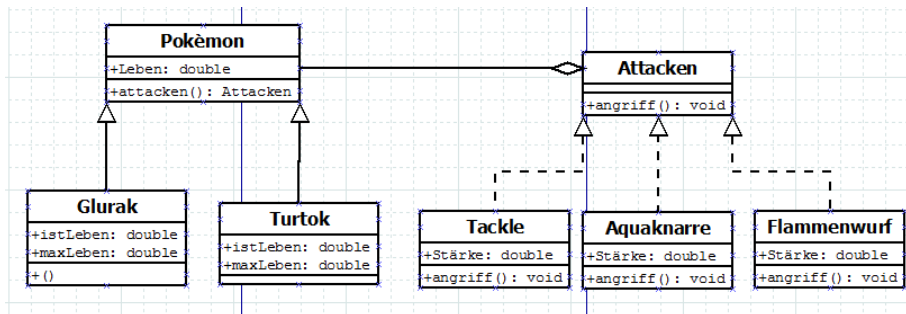 Pokèmon
+Leben: double
+attacken(): Attacken
Attacken
+angriff(): void
Glurak
+istLeben: double
+maxLeben: double
+()
Turtok
+istLeben: double
+maxLeben: double
Tackle
+Stärke: double
+angriff(): void
Aquaknarre
+Stärke: double
+angriff(): void
Flammenwurf
+Stärke: double
+angriff(): void